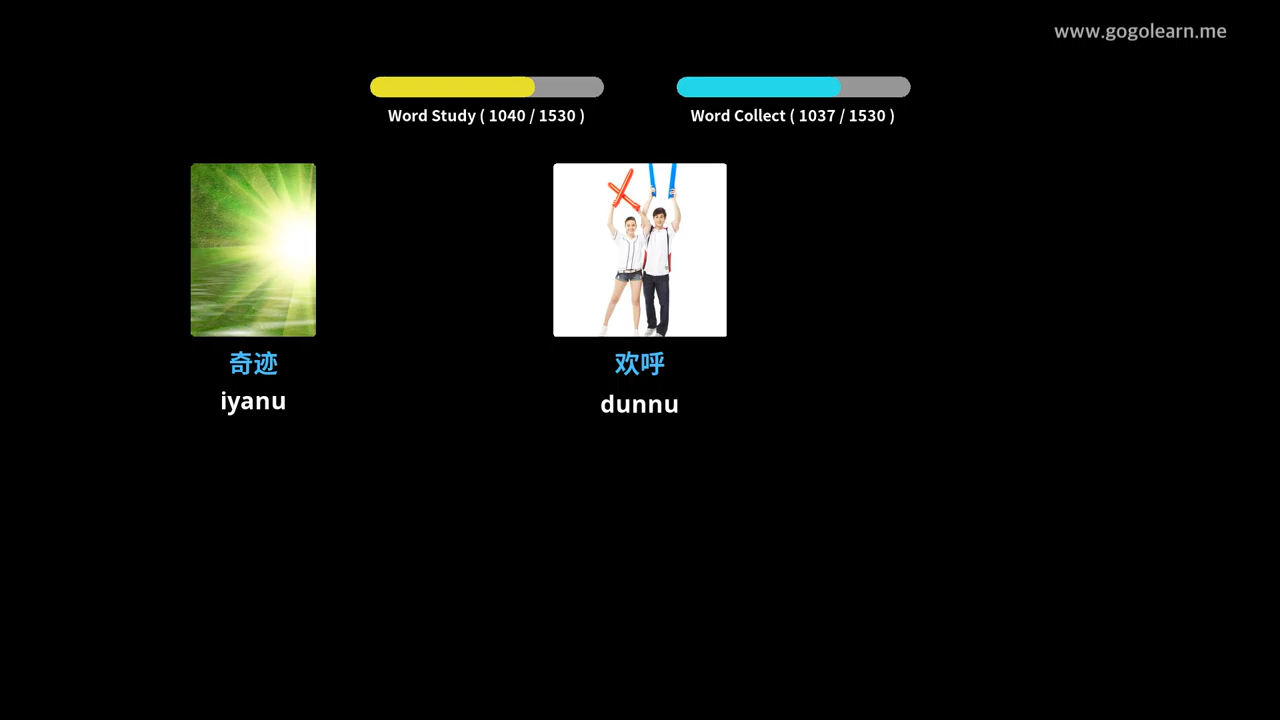 www.gogolearn.me
Word Study ( 1040 / 1530 )
Word Collect ( 1037 / 1530 )
奇迹
iyanu
欢呼
dunnu